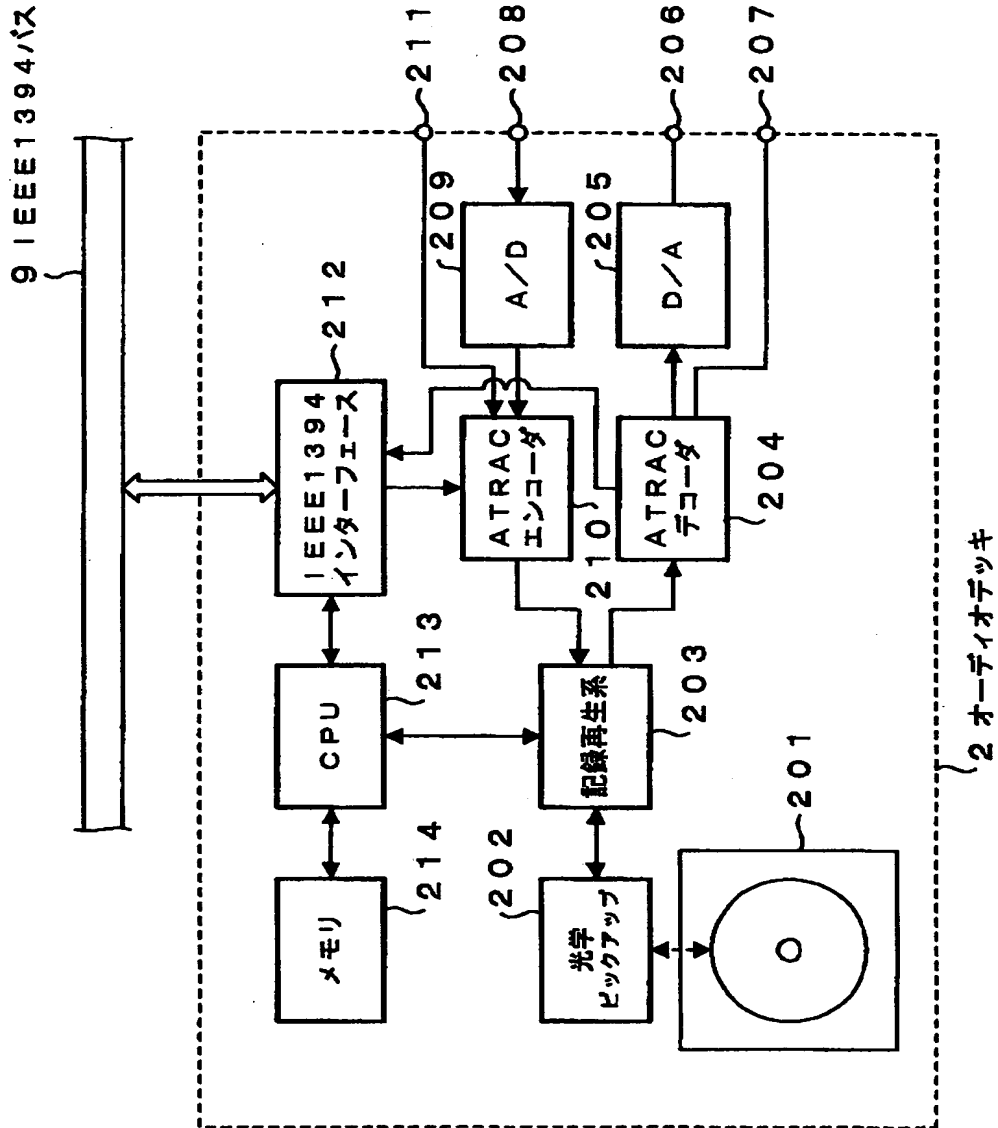 9 IEEE1394バス
211
208
206
207
209
A/D
205
D/A
212
IEEE1394
インターフェース
ATRAC
エンコーダ
210
ATRAC
デコーダ
204
213
CPU
203
記録再生系
214
メモリ
202
光学
ピックアップ
201
2 オーディオデッキ